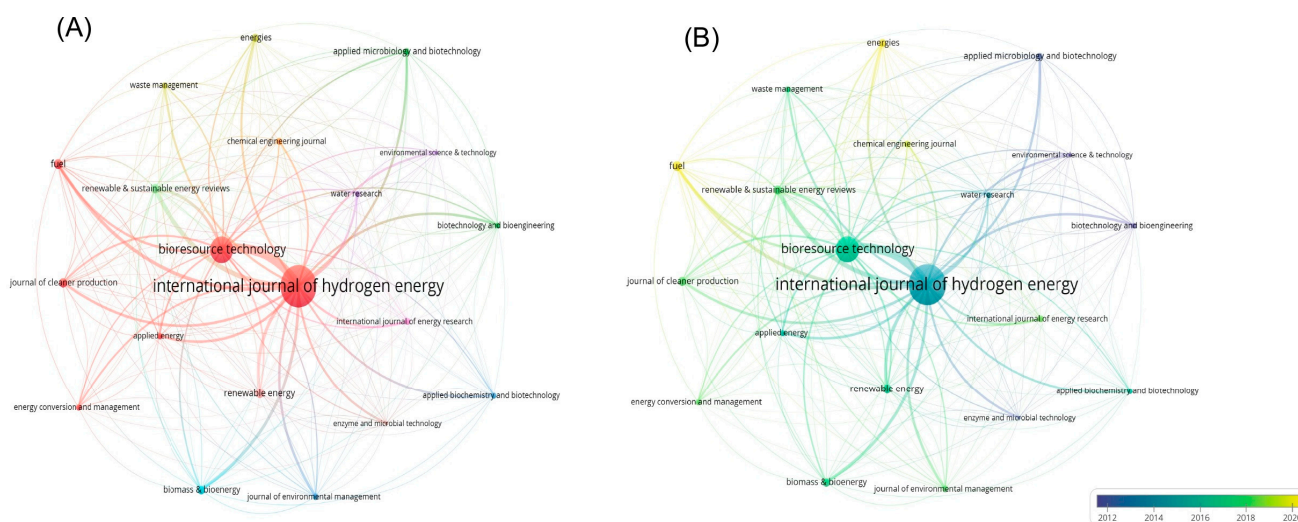 (A)
energies
applied microbiology and biotechnology
waste management
chemical engineering journal
environmental science & technology
fuel
renewable & sustainable energy reviews
water research
biotechnology and bioengineering
bioresource technology
journal of cleaner production
international journal of hydrogen energy
international journal of energy research
applied energy
renewable energy
applied biochemistry and biotechnology
energy conversion and management
enzyme and microbial technology
biomass & bioenergy
journal of environmental management
(B)
energies
applied microbiology and biotechnology
waste management
chemical engineering journal
environmental science & technology
fuel
renewable & sustainable energy reviews
water research
biotechnology and bioengineering
bioresource technology
journal of cleaner production
international journal of hydrogen energy
international journal of energy research
applied energy
renewable energy
applied biochemistry and biotechnology
energy conversion and management
enzyme and microbial technology
biomass & bioenergy
journal of environmental management
2012 2014 2016 2018